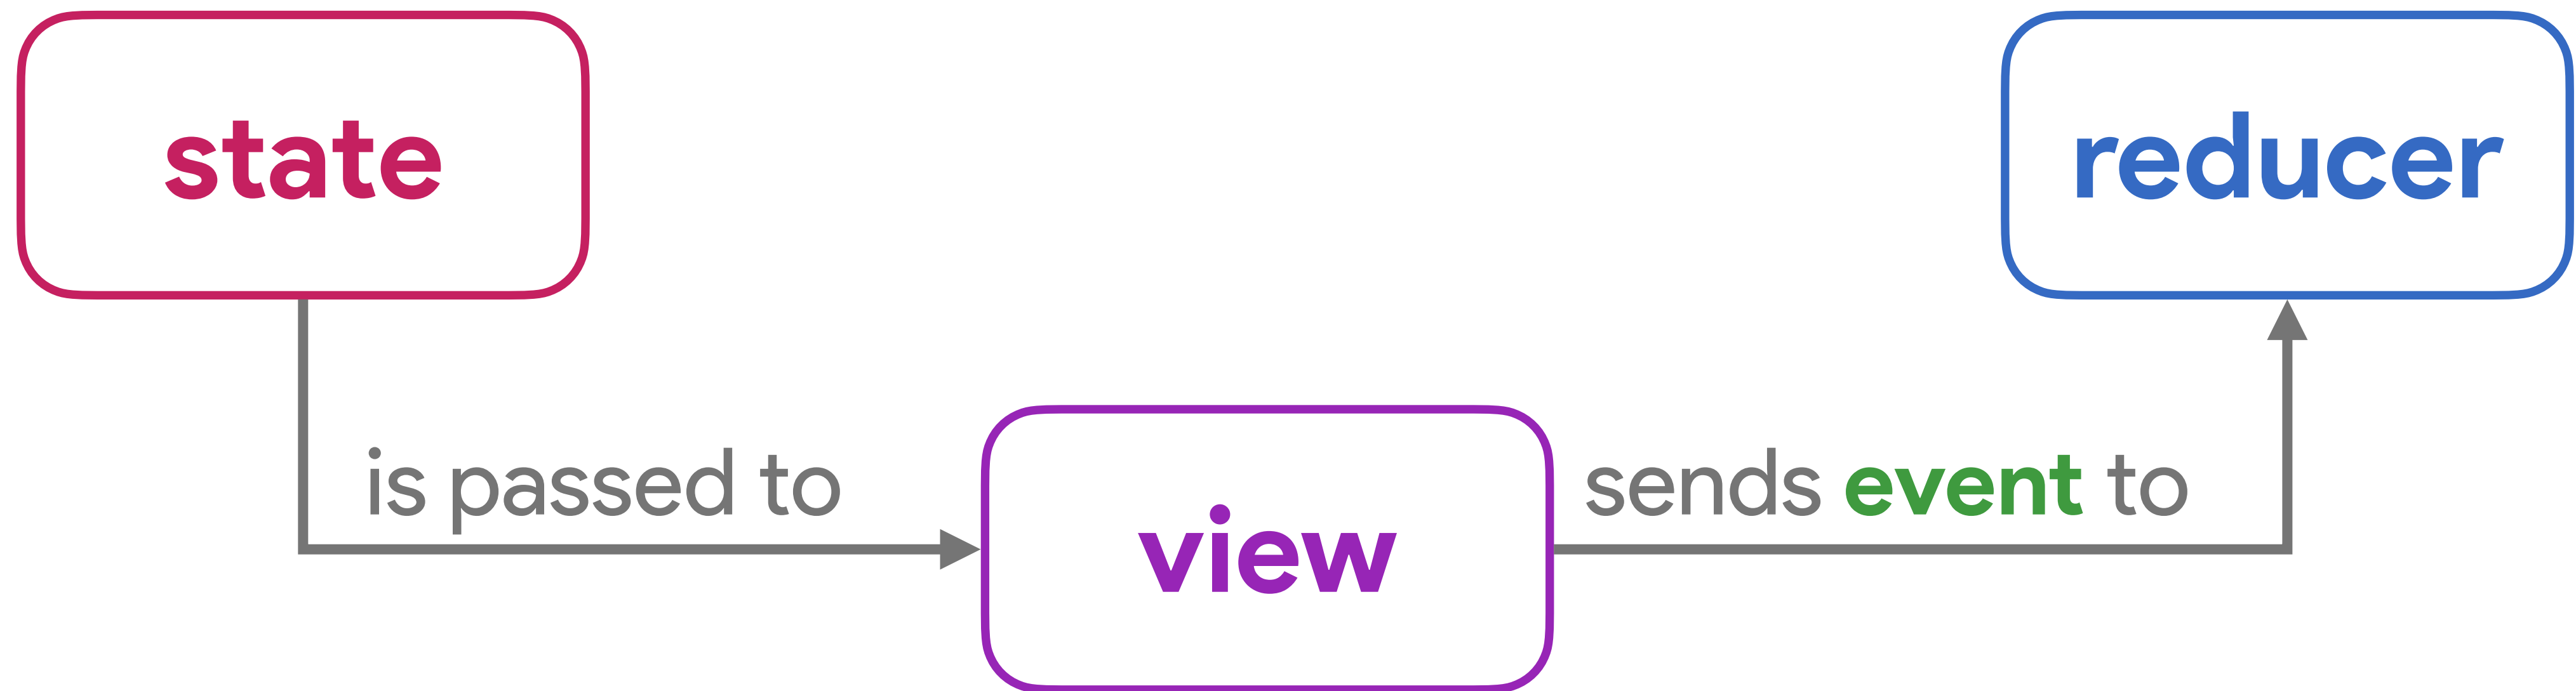 state
reducer
is passed to
view
sends event to